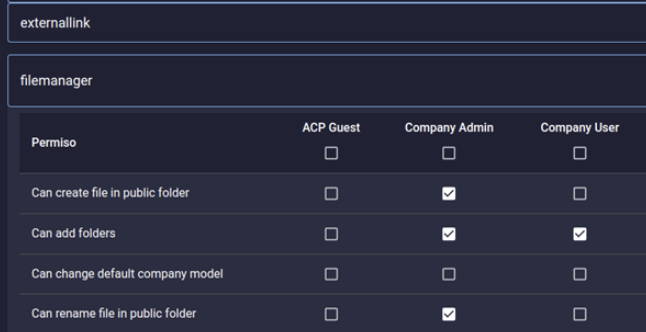 externallink
filemanager
Permiso ACP Guest Company Admin Company User
Can create file in public folder
Can add folders
Can change default company model
Can rename file in public folder